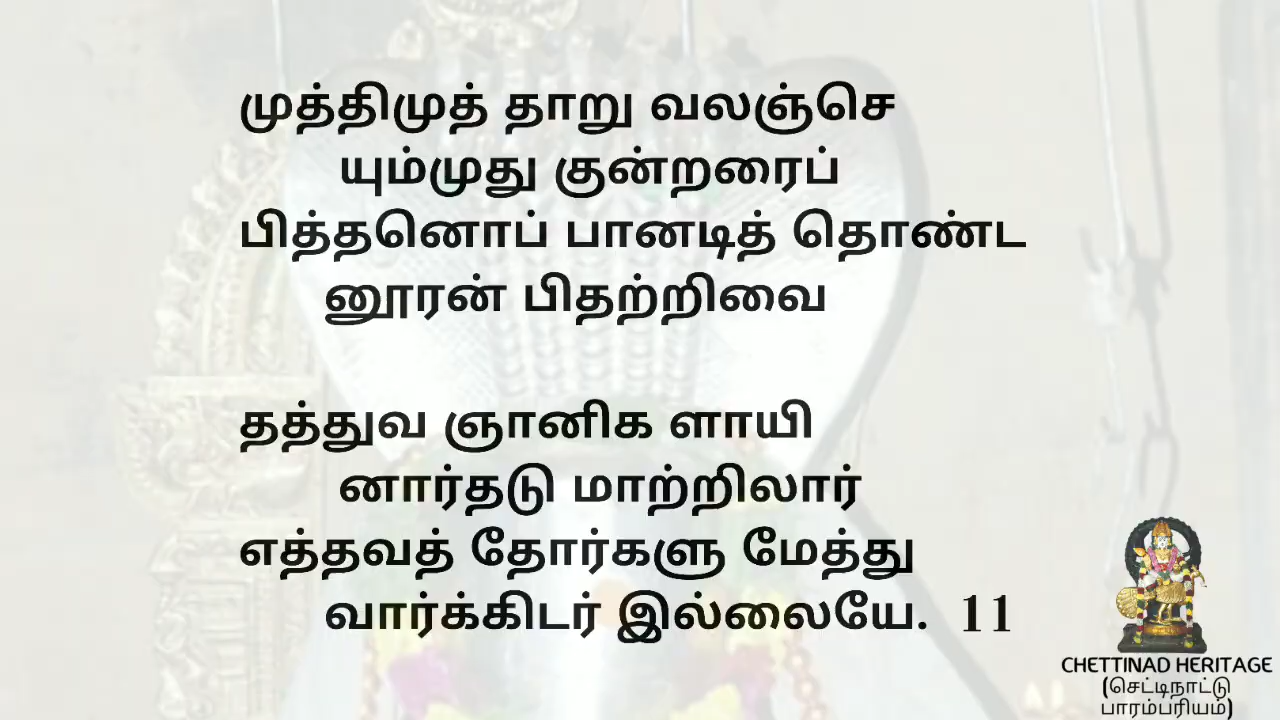 முத்திமுத் தாறு வலஞ்செ
யும்முது குன்றரைப்
பித்தனொப் பானடித் தொண்ட
னூரன் பிதற்றிவை
தத்துவ ஞானிக ளாயி
னார்தடு மாற்றிலார்
எத்தவத் தோர்களு மேத்து
வார்க்கிடர் இல்லையே. 11
CHETTINAD HERITAGE
(செட்டிநாட்டு
பாரம்பரியம்)